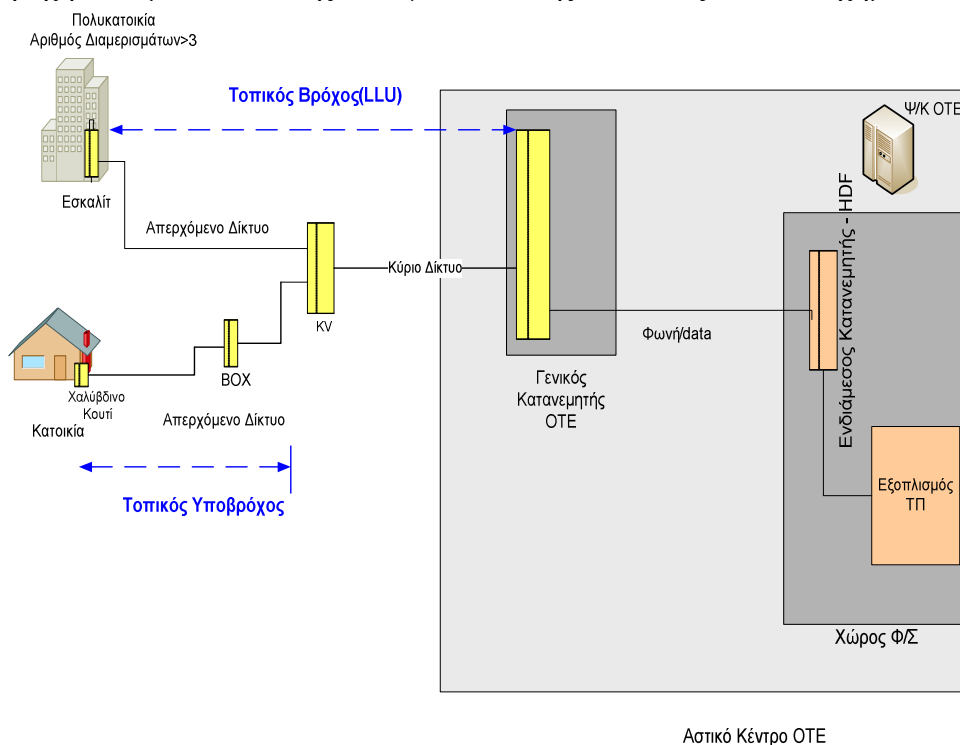 Πολυκατοικία
Αριθμός Διαμερισμάτων>3
Τοπικός Βρόχος(LLU)
Ψ/Κ ΟΤΕ
Εσκαλίτ
Απερχόμενο Δίκτυο
Κύριο Δίκτυο
KV
Ενδιάμεσος Κατανεμητής - HDF
Φωνή/data
BOX
Χαλύβδινο
Κουτί
Κατοικία
Απερχόμενο Δίκτυο
Γενικός
Κατανεμητής
ΟΤΕ
Εξοπλισμός
ΤΠ
Τοπικός Υποβρόχος
Χώρος Φ/Σ
Αστικό Κέντρο ΟΤΕ